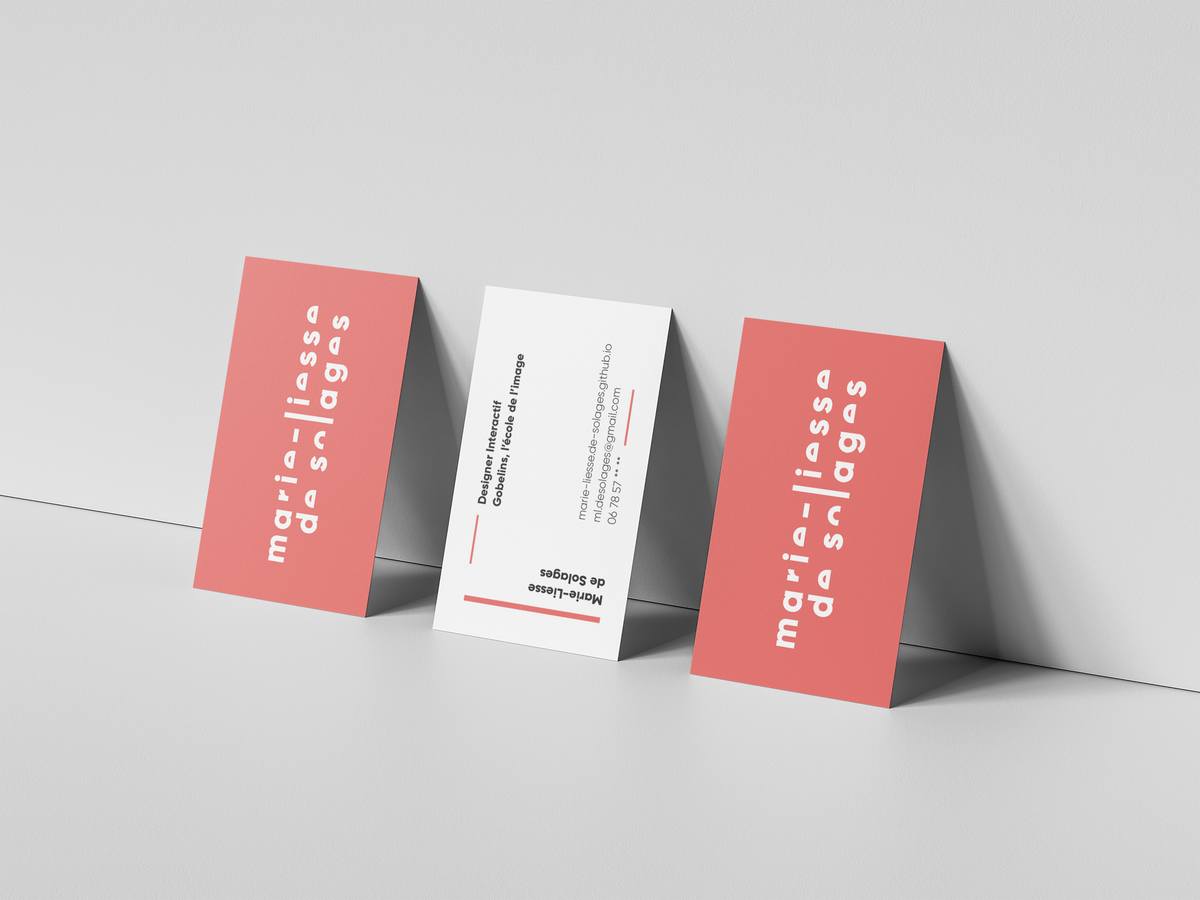 marie-liesse
de solages
Designer Interactif
Gobelins, l'école de l'image
marie-liesse.de-solages.github.io
ml.desolages@gmail.com
06 78 57 •• ••
Marie-Liesse
de Solages
marie-liesse
de solages